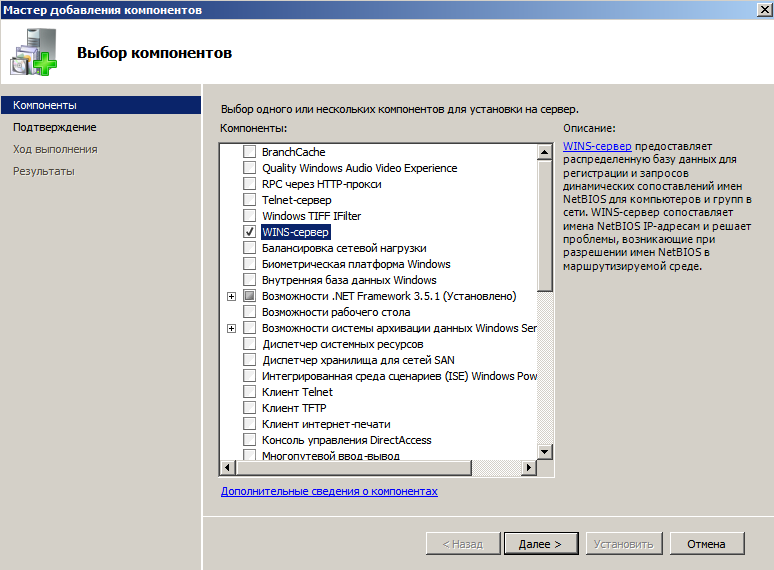 Мастер добавления компонентов
Выбор компонентов
Компоненты
Подтверждение
Ход выполнения
Результаты
Выбор одного или нескольких компонентов для установки на сервер.
Компоненты:
BranchCache
Quality Windows Audio Video Experience
RPC через HTTP-прокси
Telnet-сервер
Windows TIFF IFilter
WINS-сервер
Балансировка сетевой нагрузки
Биометрическая платформа Windows
Внутренняя база данных Windows
Возможности .NET Framework 3.5.1 (Установлено)
Возможности рабочего стола
Возможности системы архивации данных Windows Ser
Диспетчер системных ресурсов
Диспетчер хранилища для сетей SAN
Интегрированная среда сценариев (ISE) Windows Pow
Клиент Telnet
Клиент TFTP
Клиент интернет-печати
Консоль управления DirectAccess
Многопутевой ввод-вывод
Дополнительные сведения о компонентах
Описание:
WINS-сервер предоставляет
распределенную базу данных для
регистрации и запросов
динамических сопоставлений имен
NetBIOS для компьютеров и групп в
сети. WINS-сервер сопоставляет
имена NetBIOS IP-адресам и решает
проблемы, возникающие при
разрешении имен NetBIOS в
маршрутизируемой среде.
< Назад
Далее >
Установить
Отмена